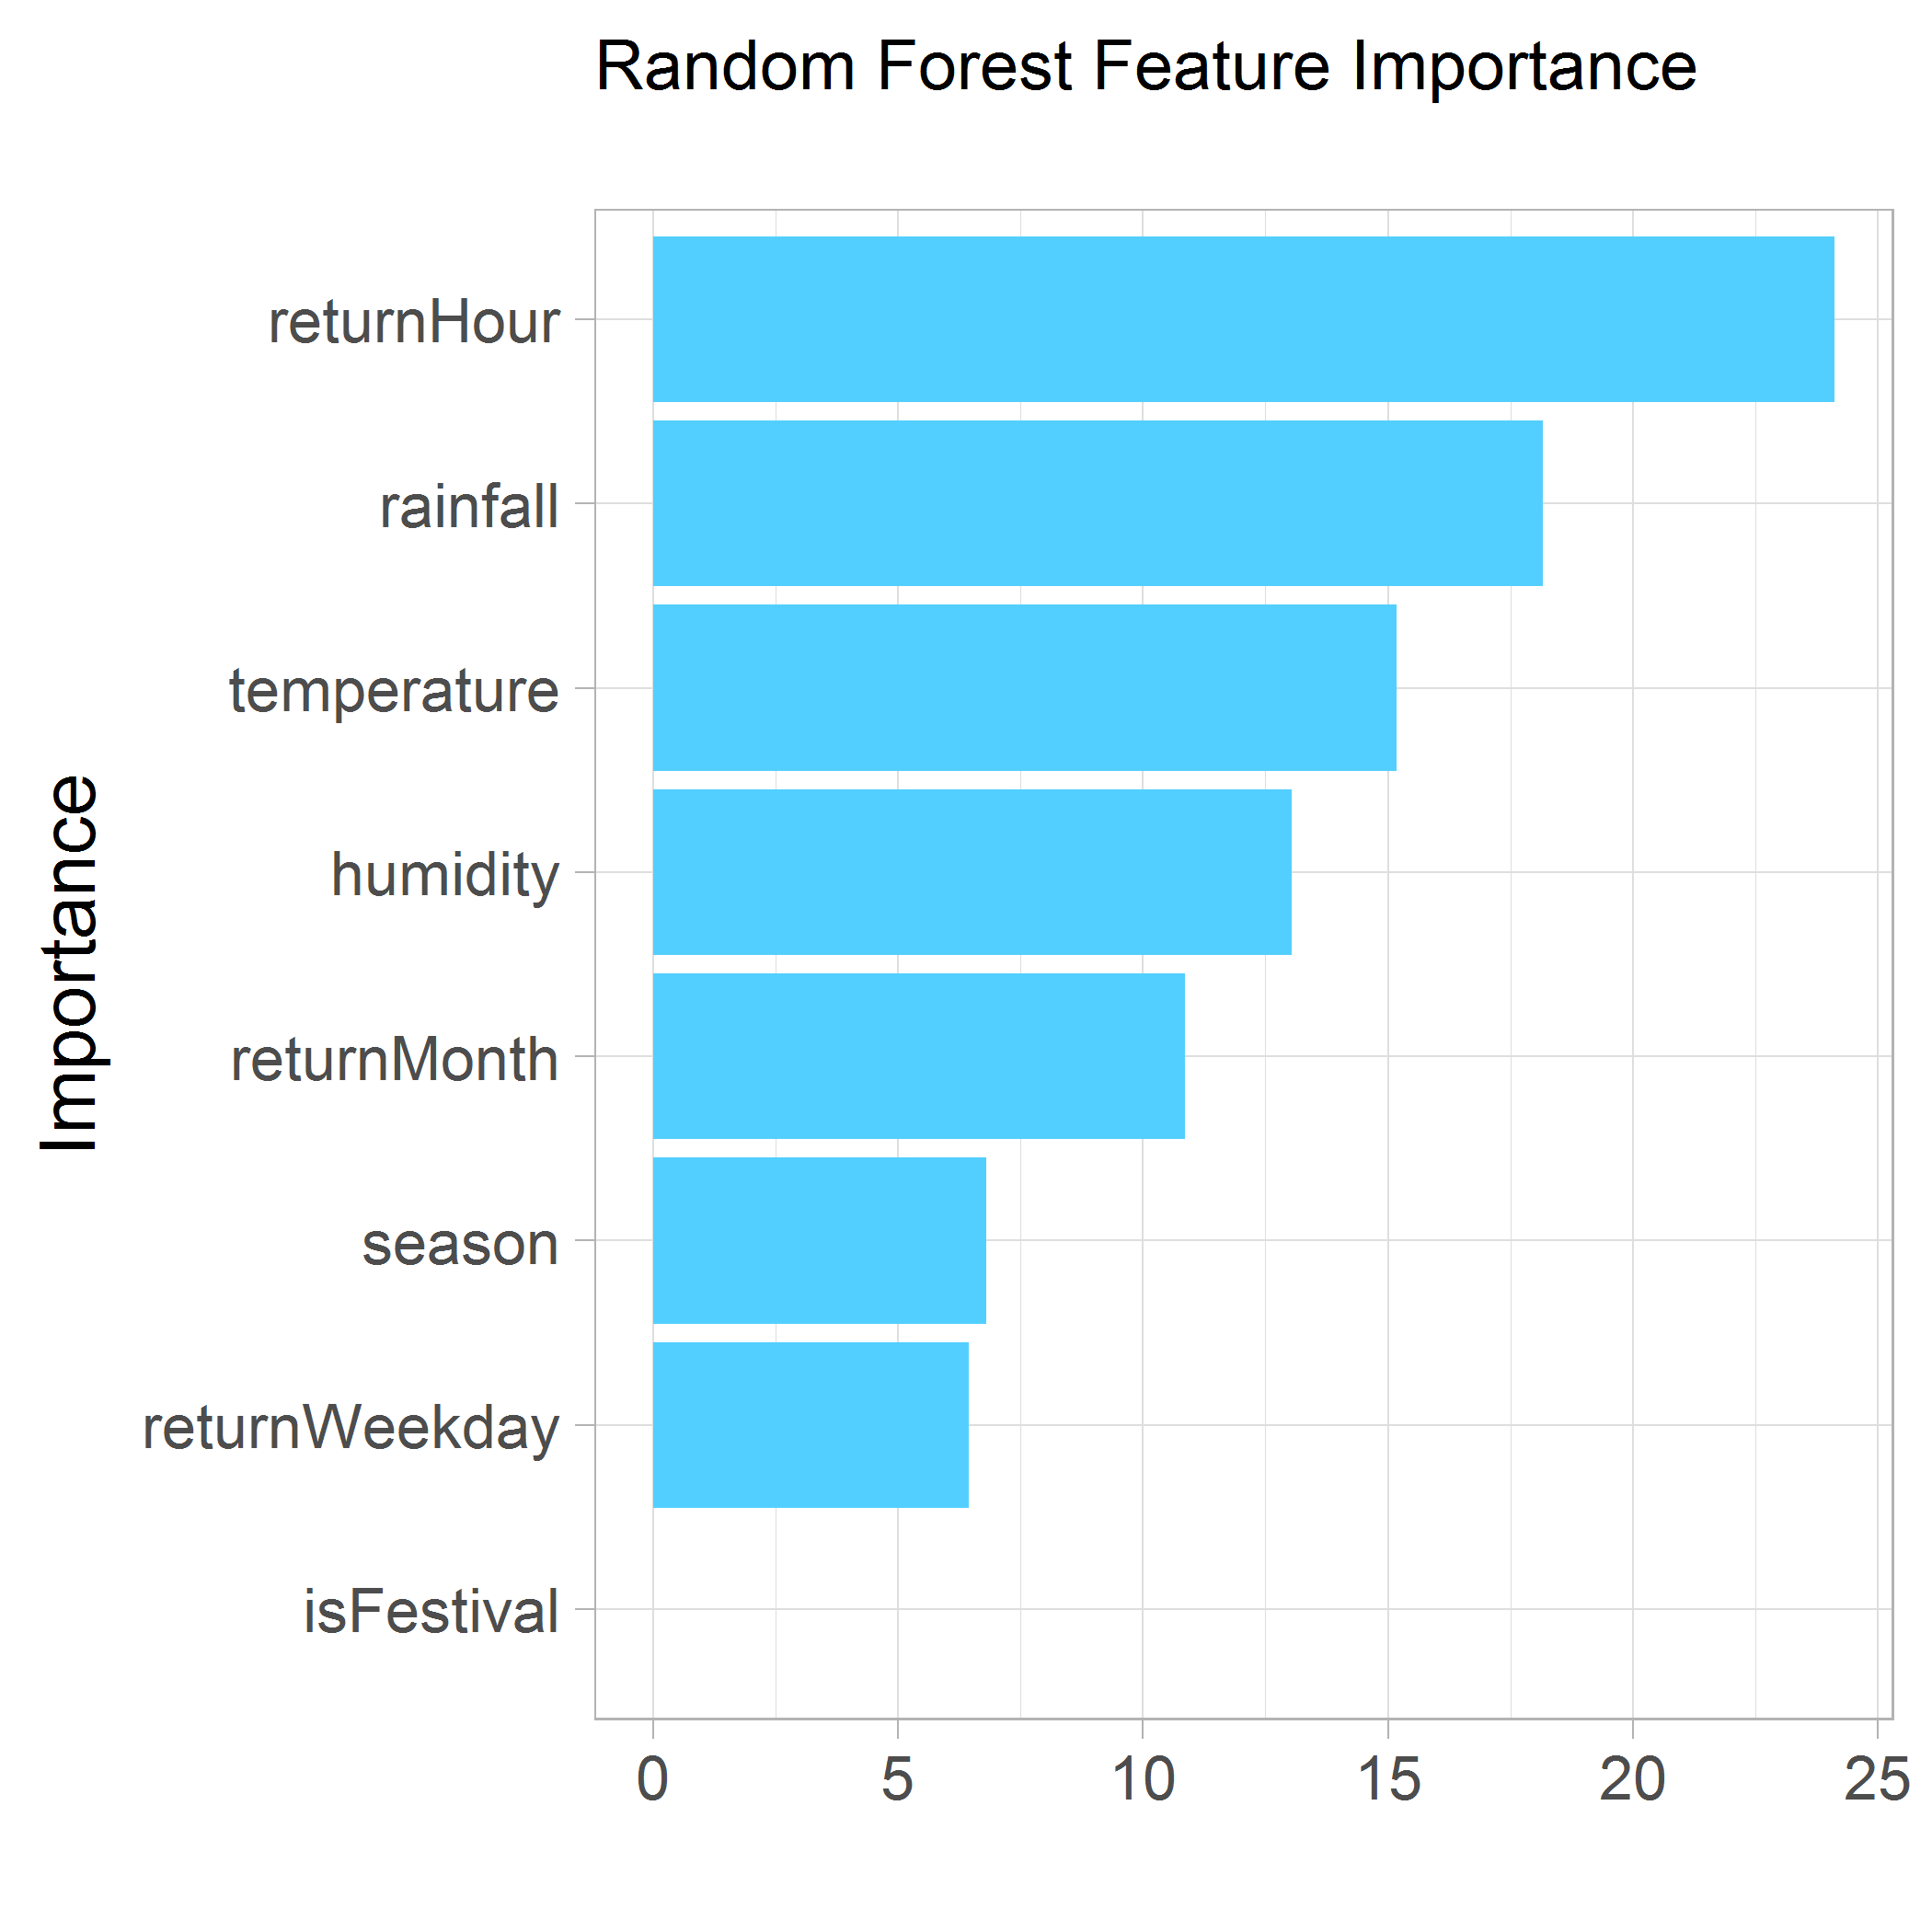 Random Forest Feature Importance
Importance
returnHour
rainfall
temperature
humidity
returnMonth
season
returnWeekday
isFestival
0 5 10 15 20 25